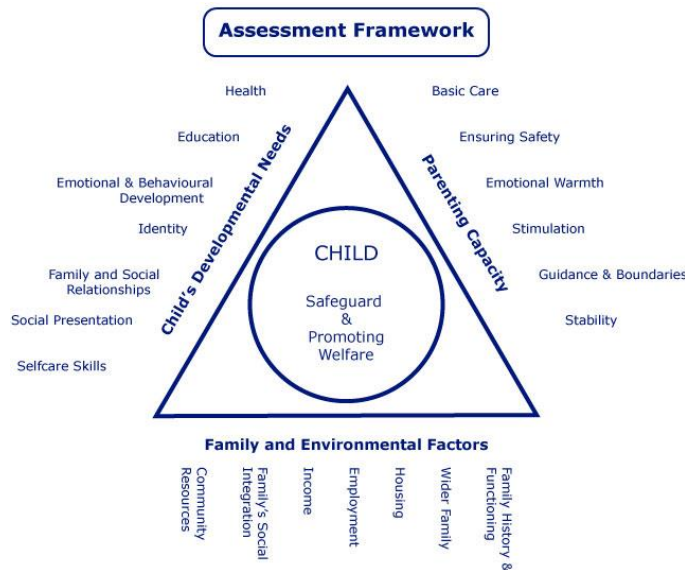 Assessment Framework
Health
Education
Emotional & Behavioural
Development
Identity
Family and Social
Relationships
Social Presentation
Selfcare Skills
Child's Developmental Needs
Basic Care
Ensuring Safety
Emotional Warmth
Stimulation
Guidance & Boundaries
Stability
Parenting Capacity
CHILD
Safeguard
&
Promoting
Welfare
Family and Environmental Factors
Community
Resources
Family's Social
Integration
Income
Employment
Housing
Wider Family
Family History &
Functioning